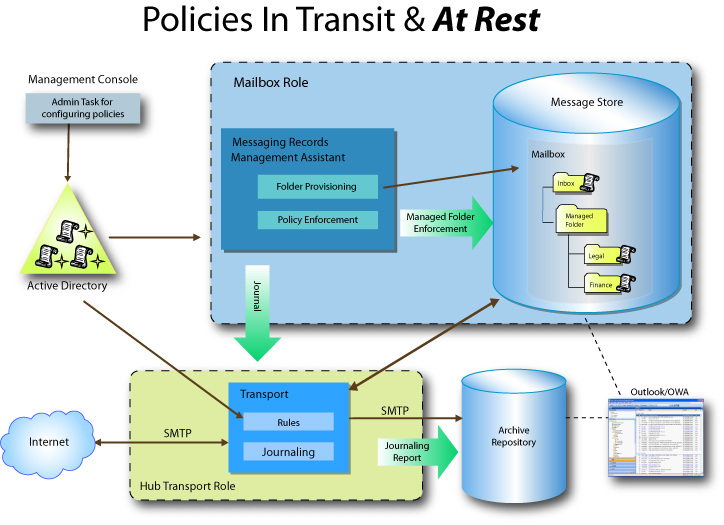 Policies In Transit & At Rest
Management Console
Admin Task for
configuring policies
Active Directory
Mailbox Role
Messaging Records
Management Assistant
Folder Provisioning
Policy Enforcement
Managed Folder
Enforcement
Message Store
Mailbox
Inbox
Managed
Folder
Legal
Finance
Journal
Internet
SMTP
Transport
Rules
Journaling
Hub Transport Role
SMTP
Journaling
Report
Archive
Repository
Outlook/OWA